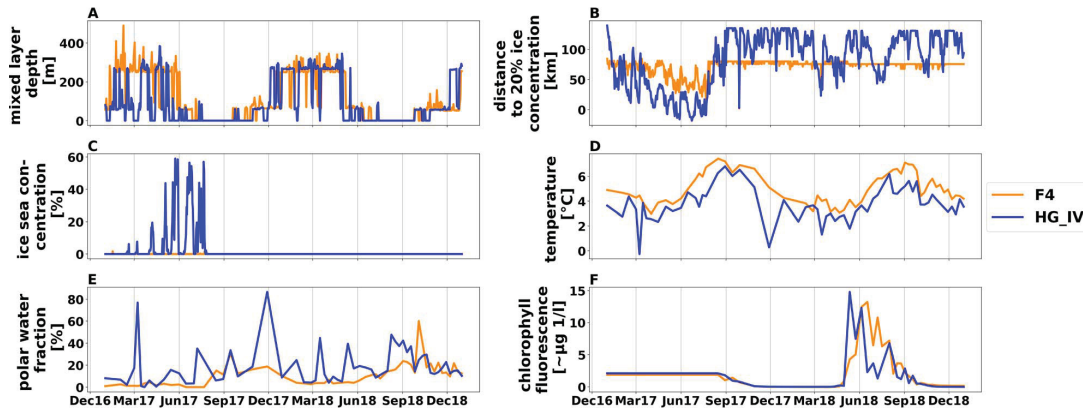 A
mixed layer
depth
[m]
400
200
0
B
distance
to 20% ice
concentration
[km]
100
50
0
C
ice sea con-
centration
[%]
60
40
20
0
D
temperature
[°C]
6
4
2
0
F4
HG_IV
E
polar water
fraction
[%]
80
60
40
20
0
Dec16 Mar17 Jun17 Sep17 Dec17 Mar18 Jun18 Sep18 Dec18
F
chlorophyll
fluorescence
[~µg 1/l]
15
10
5
0
Dec16 Mar17 Jun17 Sep17 Dec17 Mar18 Jun18 Sep18 Dec18